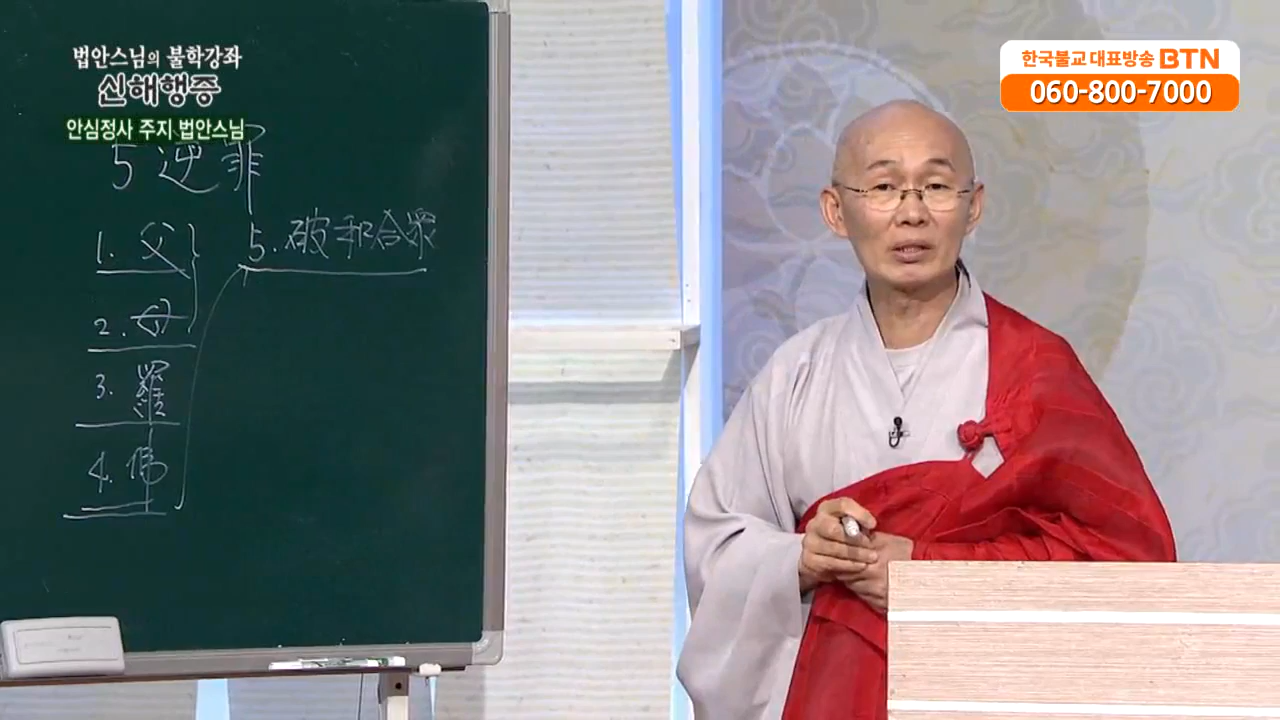 법안스님의 불학강좌
신해행증
안심정사 주지 법안스님
한국불교 대표방송 BTN
060-800-7000
5逆罪
1. 父
2. 母
3. 羅
4. 佛
5. 破和合衆